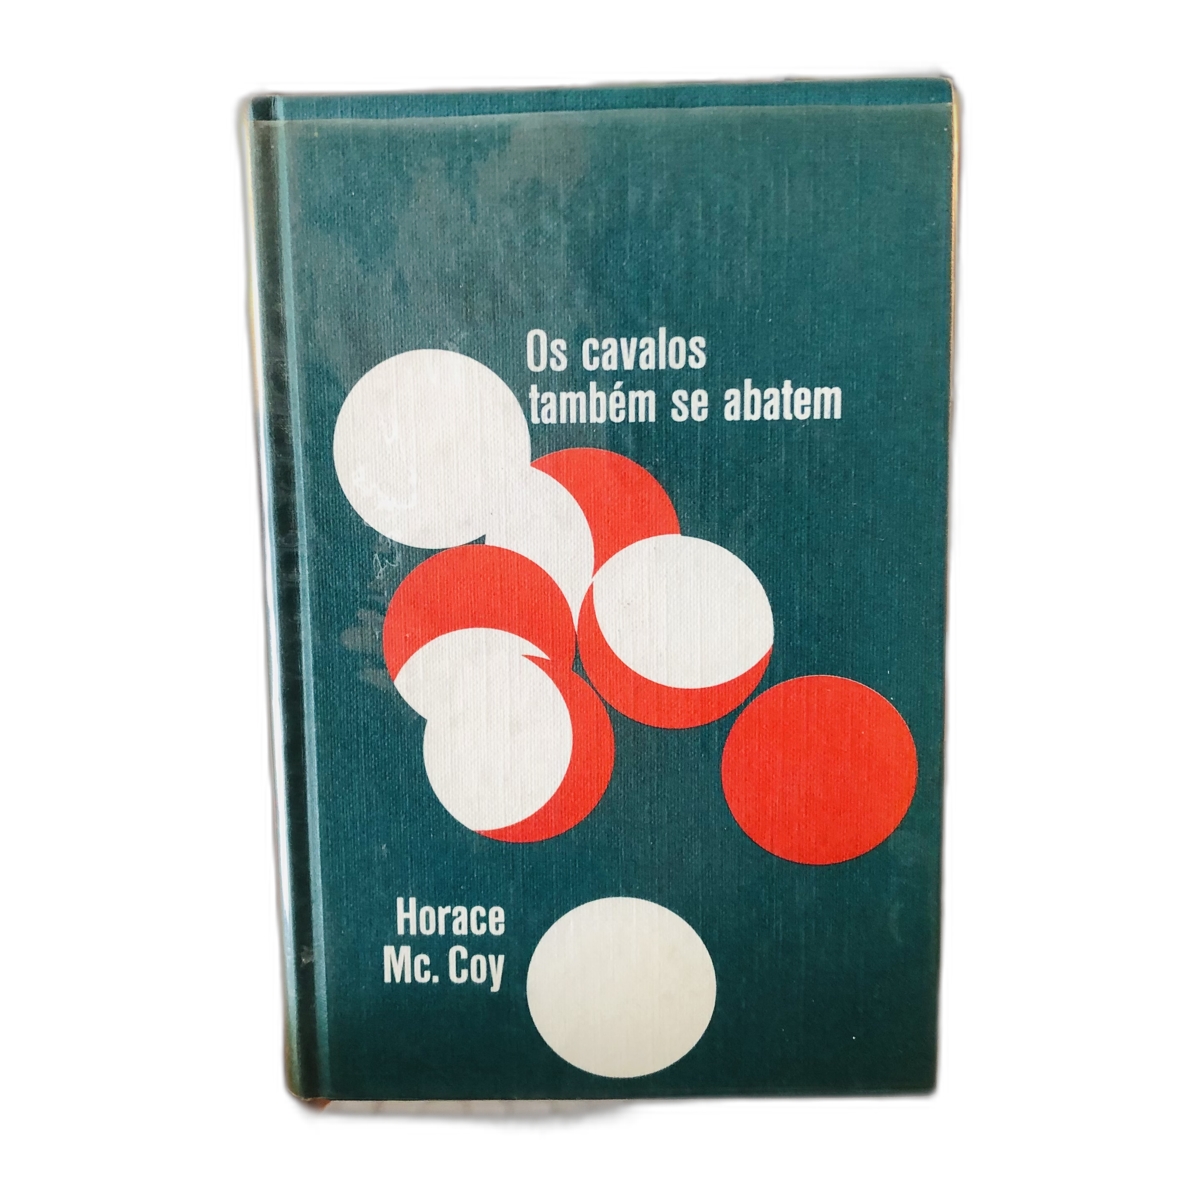 Os cavalos
também se abatem
Horace
Mc. Coy